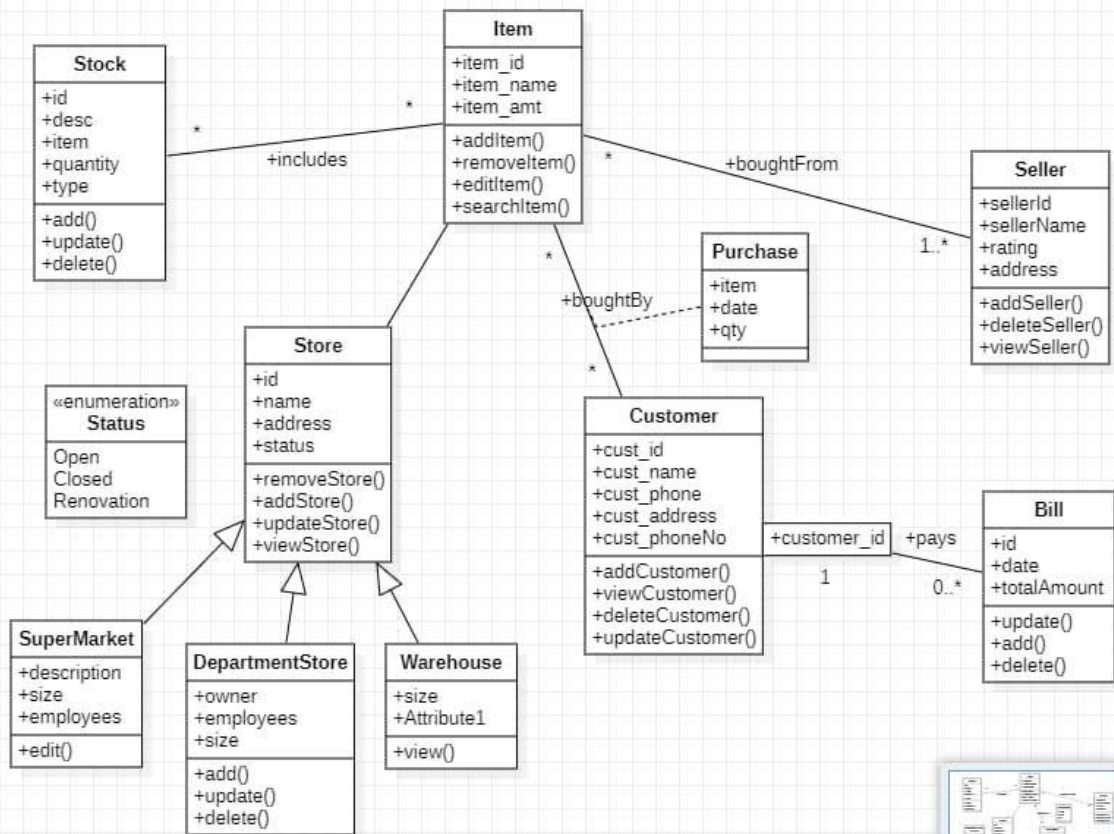 Stock
+id
+desc
+item
+quantity
+type
+add()
+update()
+delete()
*
+includes
*
Item
+item_id
+item_name
+item_amt
+addItem()
+removeItem()
+editItem()
+searchItem()
*
+boughtFrom
1..*
Seller
+sellerId
+sellerName
+rating
+address
+addSeller()
+deleteSeller()
+viewSeller()
*
+boughtBy
*
Purchase
+item
+date
+qty
Store
+id
+name
+address
+status
+removeStore()
+addStore()
+updateStore()
+viewStore()
«enumeration»
Status
Open
Closed
Renovation
Customer
+cust_id
+cust_name
+cust_phone
+cust_address
+cust_phoneNo
+addCustomer()
+viewCustomer()
+deleteCustomer()
+updateCustomer()
+customer_id
1
+pays
0..*
Bill
+id
+date
+totalAmount
+update()
+add()
+delete()
SuperMarket
+description
+size
+employees
+edit()
DepartmentStore
+owner
+employees
+size
+add()
+update()
+delete()
Warehouse
+size
+Attribute1
+view()